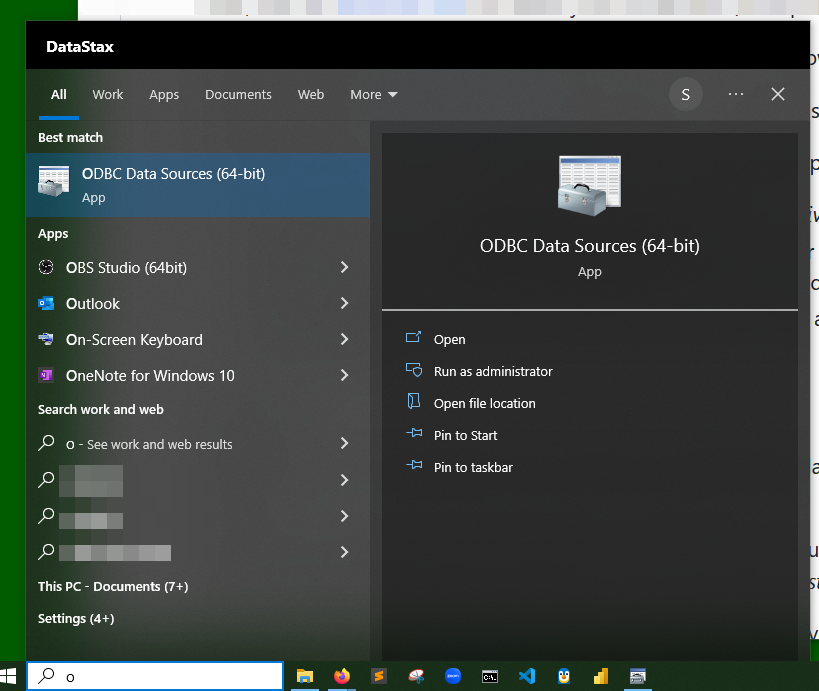 DataStax
All Work Apps Documents Web More S ...
Best match
ODBC Data Sources (64-bit)
App
Apps
OBS Studio (64bit)
Outlook
On-Screen Keyboard
OneNote for Windows 10
Search work and web
o - See work and web results
This PC - Documents (7+)
Settings (4+)
ODBC Data Sources (64-bit)
App
Open
Run as administrator
Open file location
Pin to Start
Pin to taskbar
o